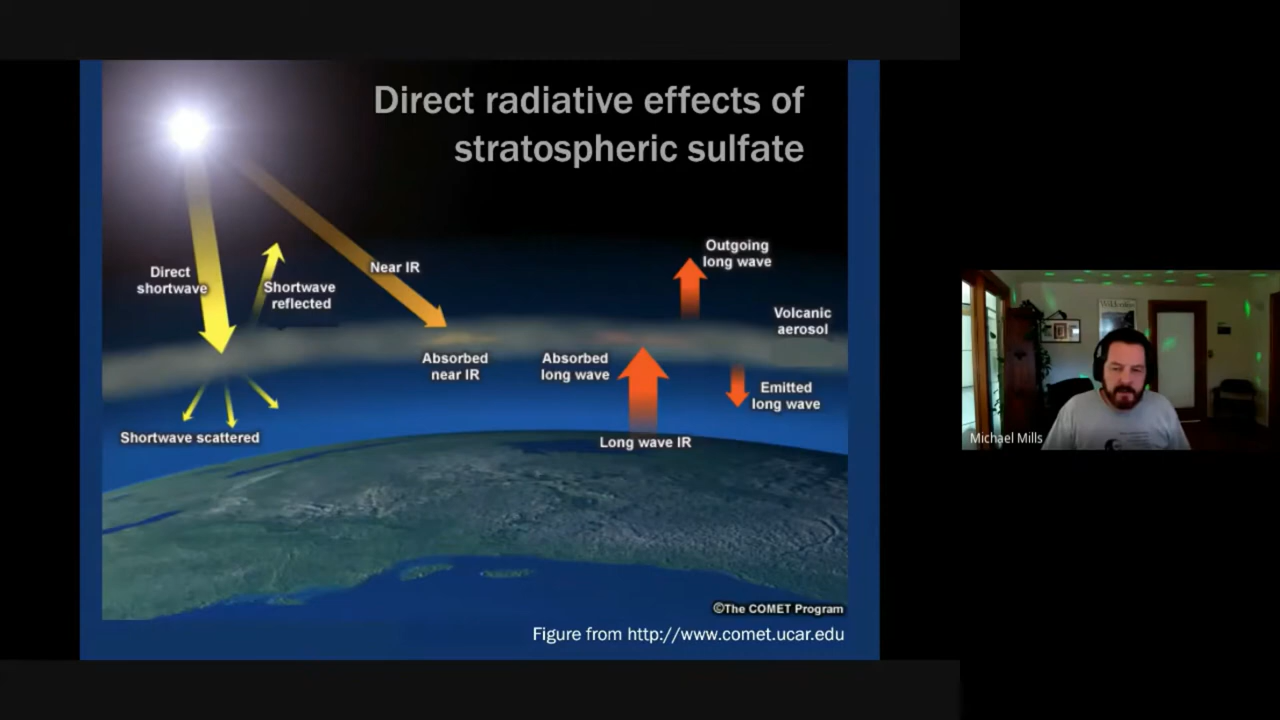 Direct radiative effects of
stratospheric sulfate
Direct
shortwave
Shortwave
reflected
Near IR
Outgoing
long wave
Volcanic
aerosol
Absorbed
near IR
Absorbed
long wave
Emitted
long wave
Shortwave scattered
Long wave IR
©The COMET Program
Figure from http://www.comet.ucar.edu
Michael Mills